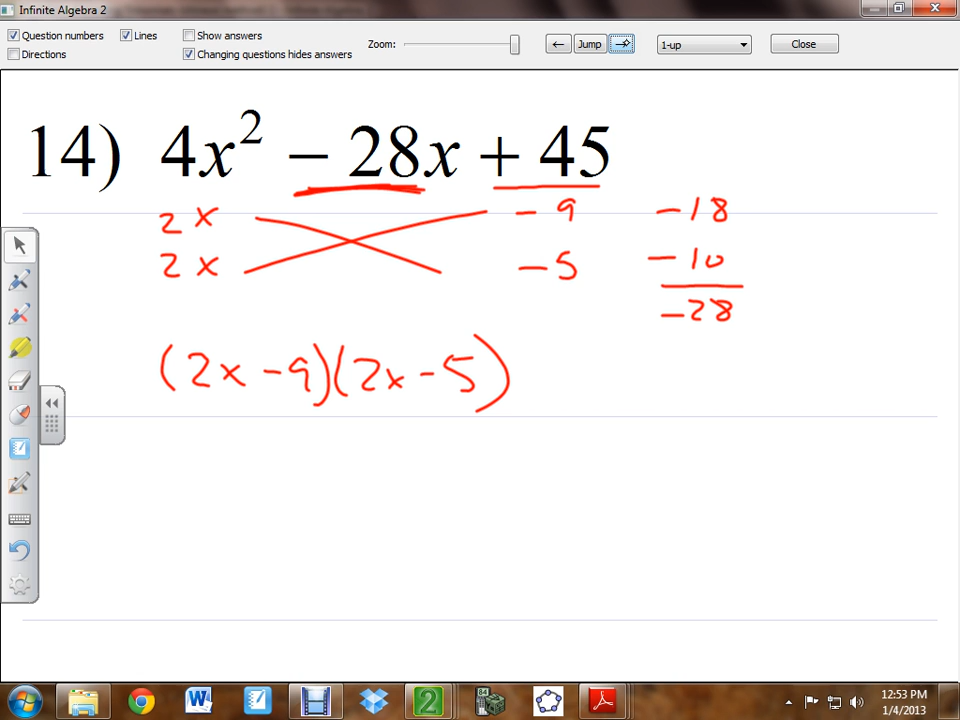 Infinite Algebra 2
Question numbers Lines Show answers Zoom: Jump 1-up Close
Directions Changing questions hides answers
14) 4x² − 28x + 45
2x − 9 − 18
2x − 5 − 10
−28
(2x − 9)(2x − 5)
12:53 PM
1/4/2013